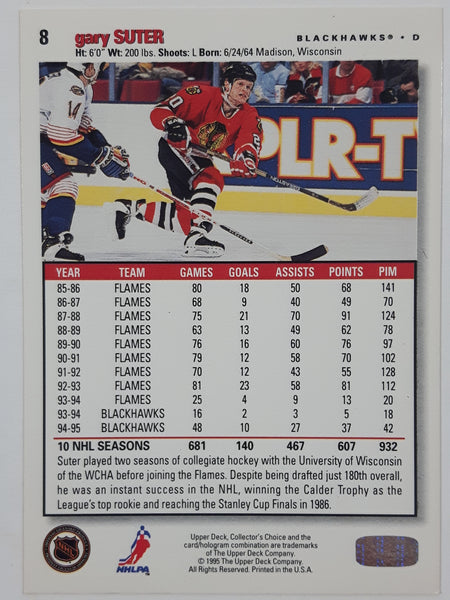 8 gary SUTER BLACKHAWKS® • D
Ht: 6'0" Wt: 200 lbs. Shoots: L Born: 6/24/64 Madison, Wisconsin
14
20
PLR-T
YEAR TEAM GAMES GOALS ASSISTS POINTS PIM
85-86 FLAMES 80 18 50 68 141
86-87 FLAMES 68 9 40 49 70
87-88 FLAMES 75 21 70 91 124
88-89 FLAMES 63 13 49 62 78
89-90 FLAMES 76 16 60 76 97
90-91 FLAMES 79 12 58 70 102
91-92 FLAMES 70 12 43 55 128
92-93 FLAMES 81 23 58 81 112
93-94 FLAMES 25 4 9 13 20
93-94 BLACKHAWKS 16 2 3 5 18
94-95 BLACKHAWKS 48 10 27 37 42
10 NHL SEASONS 681 140 467 607 932
Suter played two seasons of collegiate hockey with the University of Wisconsin
of the WCHA before joining the Flames. Despite being drafted just 180th overall,
he was an instant success in the NHL, winning the Calder Trophy as the
League's top rookie and reaching the Stanley Cup Finals in 1986.
NHL
NHLPA
Upper Deck, Collector's Choice and the
card/hologram combination are trademarks
of The Upper Deck Company.
© 1995 The Upper Deck Company.
All Rights Reserved. Printed in the U.S.A.